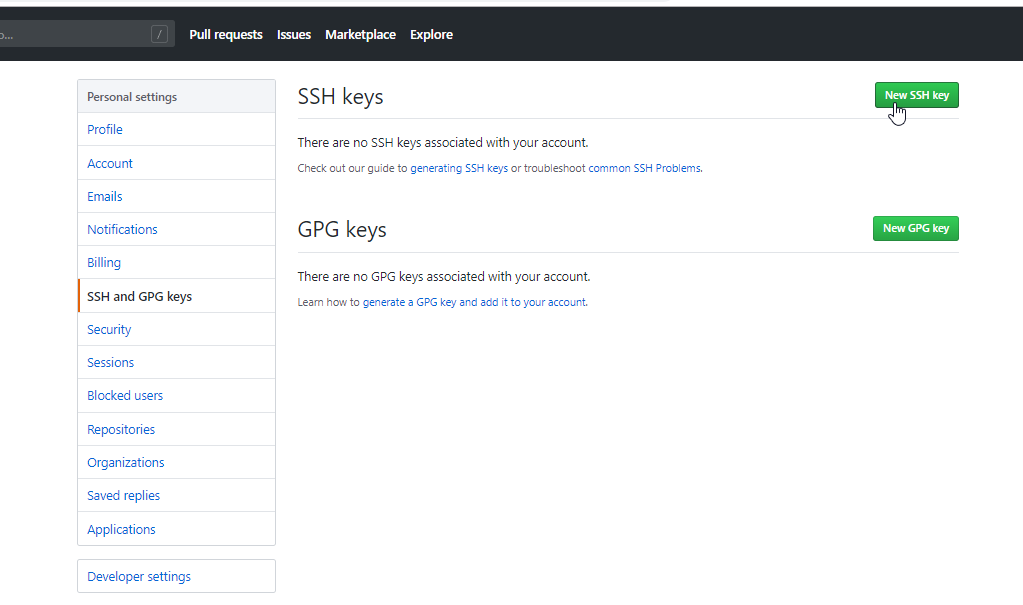 o...
/
Pull requests Issues Marketplace Explore
Personal settings
Profile
Account
Emails
Notifications
Billing
SSH and GPG keys
Security
Sessions
Blocked users
Repositories
Organizations
Saved replies
Applications
Developer settings
SSH keys
New SSH key
There are no SSH keys associated with your account.
Check out our guide to generating SSH keys or troubleshoot common SSH Problems.
GPG keys
New GPG key
There are no GPG keys associated with your account.
Learn how to generate a GPG key and add it to your account.